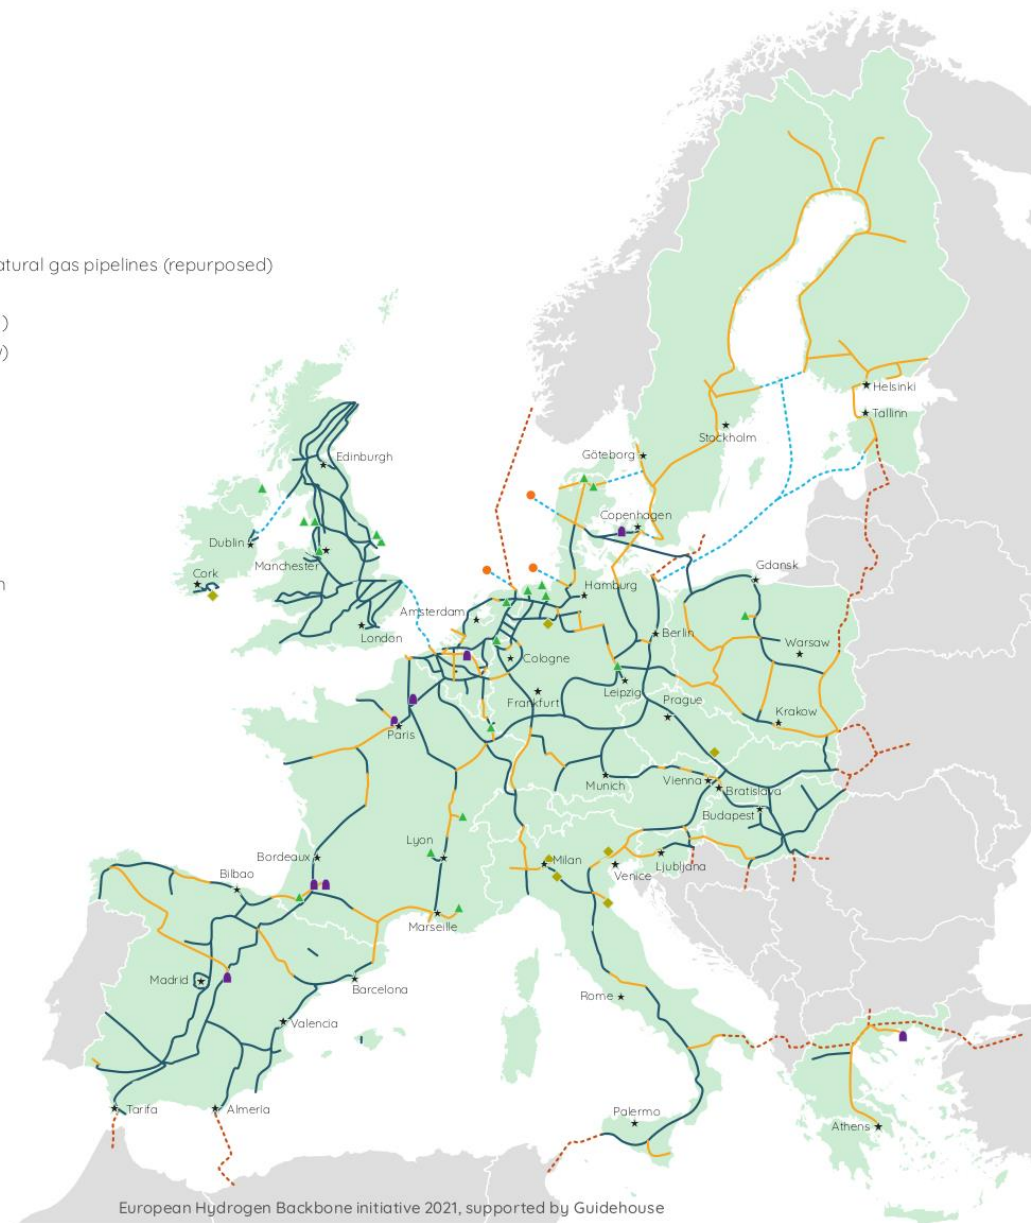 atural gas pipelines (repurposed)
)
)
Helsinki
Tallinn
Stockholm
Edinburgh
Göteborg
Copenhagen
Dublin
Manchester
Gdansk
Cork
Hamburg
Amsterdam
London
Berlin
Warsaw
Cologne
Leipzig
Frankfurt
Prague
Krakow
Paris
Munich
Vienna
Bratislava
Budapest
Lyon
Bordeaux
Milan
Venice
Ljubljana
Bilbao
Marseille
Madrid
Barcelona
Rome
Valencia
Tarifa
Almería
Palermo
Athens
European Hydrogen Backbone initiative 2021, supported by Guidehouse